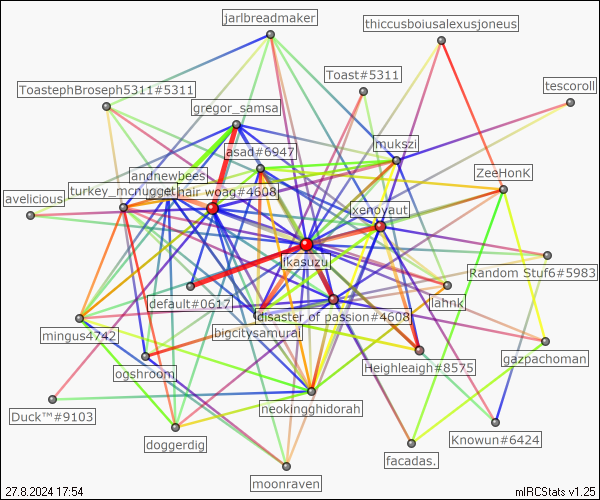 jarlbreadmaker
thiccusboiusalexusjoneus
Toast#5311
ToastephBroseph5311#5311
tescoroll
gregor_samsa
mukszi
asad#6947
andnewbees
ZeeHonK
turkey_mcnugget
hair woag#4608
avelicious
xenoyaut
ikasuzu
Random Stuf6#5983
default#0617
lahnk
disaster of passion#4608
mingus4742
bigcitysamurai
gazpachoman
ogshroom
Heighleaigh#8575
neokingghidorah
Duck™#9103
doggerdig
Knowun#6424
facadas.
moonraven
27.8.2024 17:54
mIRCStats v1.25